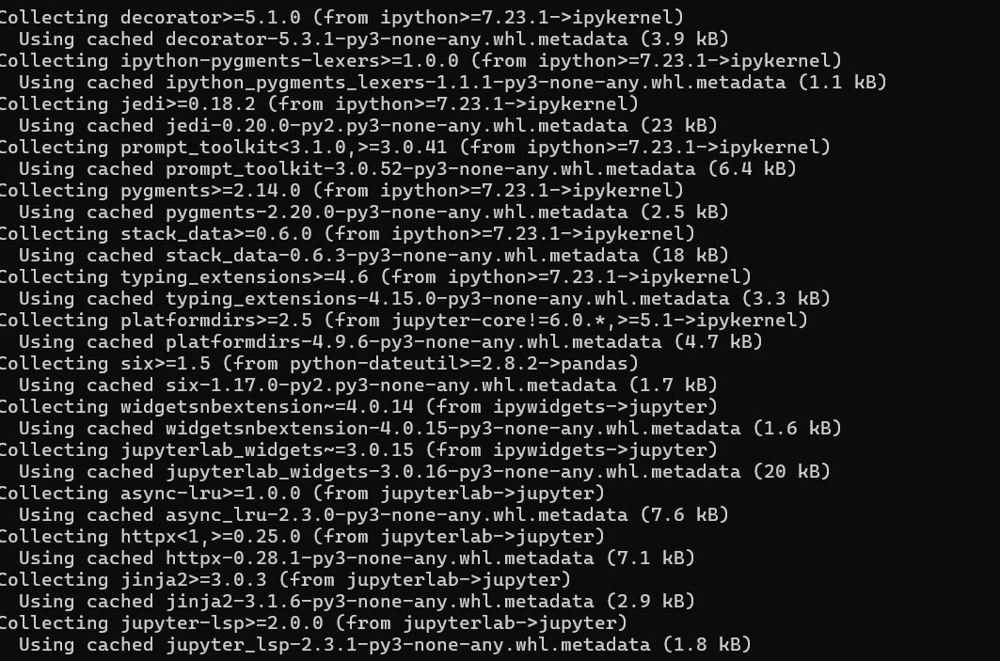 Collecting decorator>=5.1.0 (from ipython>=7.23.1->ipykernel)
  Using cached decorator-5.3.1-py3-none-any.whl.metadata (3.9 kB)
Collecting ipython-pygments-lexers>=1.0.0 (from ipython>=7.23.1->ipykernel)
  Using cached ipython_pygments_lexers-1.1.1-py3-none-any.whl.metadata (1.1 kB)
Collecting jedi>=0.18.2 (from ipython>=7.23.1->ipykernel)
  Using cached jedi-0.20.0-py2.py3-none-any.whl.metadata (23 kB)
Collecting prompt_toolkit<3.1.0,>=3.0.41 (from ipython>=7.23.1->ipykernel)
  Using cached prompt_toolkit-3.0.52-py3-none-any.whl.metadata (6.4 kB)
Collecting pygments>=2.14.0 (from ipython>=7.23.1->ipykernel)
  Using cached pygments-2.20.0-py3-none-any.whl.metadata (2.5 kB)
Collecting stack_data>=0.6.0 (from ipython>=7.23.1->ipykernel)
  Using cached stack_data-0.6.3-py3-none-any.whl.metadata (18 kB)
Collecting typing_extensions>=4.6 (from ipython>=7.23.1->ipykernel)
  Using cached typing_extensions-4.15.0-py3-none-any.whl.metadata (3.3 kB)
Collecting platformdirs>=2.5 (from jupyter-core!=6.0.*,>=5.1->ipykernel)
  Using cached platformdirs-4.9.6-py3-none-any.whl.metadata (4.7 kB)
Collecting six>=1.5 (from python-dateutil>=2.8.2->pandas)
  Using cached six-1.17.0-py2.py3-none-any.whl.metadata (1.7 kB)
Collecting widgetsnbextension~=4.0.14 (from ipywidgets->jupyter)
  Using cached widgetsnbextension-4.0.15-py3-none-any.whl.metadata (1.6 kB)
Collecting jupyterlab_widgets~=3.0.15 (from ipywidgets->jupyter)
  Using cached jupyterlab_widgets-3.0.16-py3-none-any.whl.metadata (20 kB)
Collecting async-lru>=1.0.0 (from jupyterlab->jupyter)
  Using cached async_lru-2.3.0-py3-none-any.whl.metadata (7.6 kB)
Collecting httpx<1,>=0.25.0 (from jupyterlab->jupyter)
  Using cached httpx-0.28.1-py3-none-any.whl.metadata (7.1 kB)
Collecting jinja2>=3.0.3 (from jupyterlab->jupyter)
  Using cached jinja2-3.1.6-py3-none-any.whl.metadata (2.9 kB)
Collecting jupyter-lsp>=2.0.0 (from jupyterlab->jupyter)
  Using cached jupyter_lsp-2.3.1-py3-none-any.whl.metadata (1.8 kB)